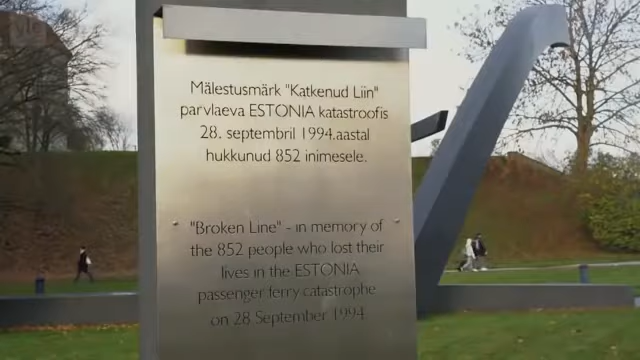 Mälestusmärk "Katkenud Liin"
parvlaeva ESTONIA katastroofis
28. septembril 1994.aastal
hukkunud 852 inimesele.
"Broken Line" - in memory of
the 852 people who lost their
lives in the ESTONIA
passenger ferry catastrophe
on 28 September 1994